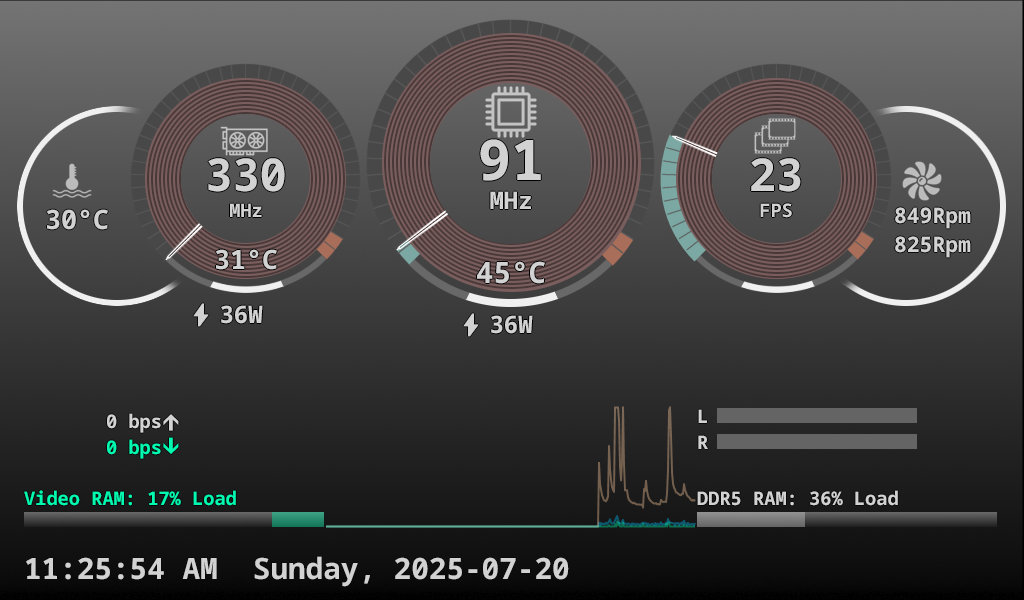 30°C
330
MHz
31°C
36W
91
MHz
45°C
36W
23
FPS
849Rpm
825Rpm
0 bps↑
0 bps↓
L
R
Video RAM: 17% Load
DDR5 RAM: 36% Load
11:25:54 AM Sunday, 2025-07-20